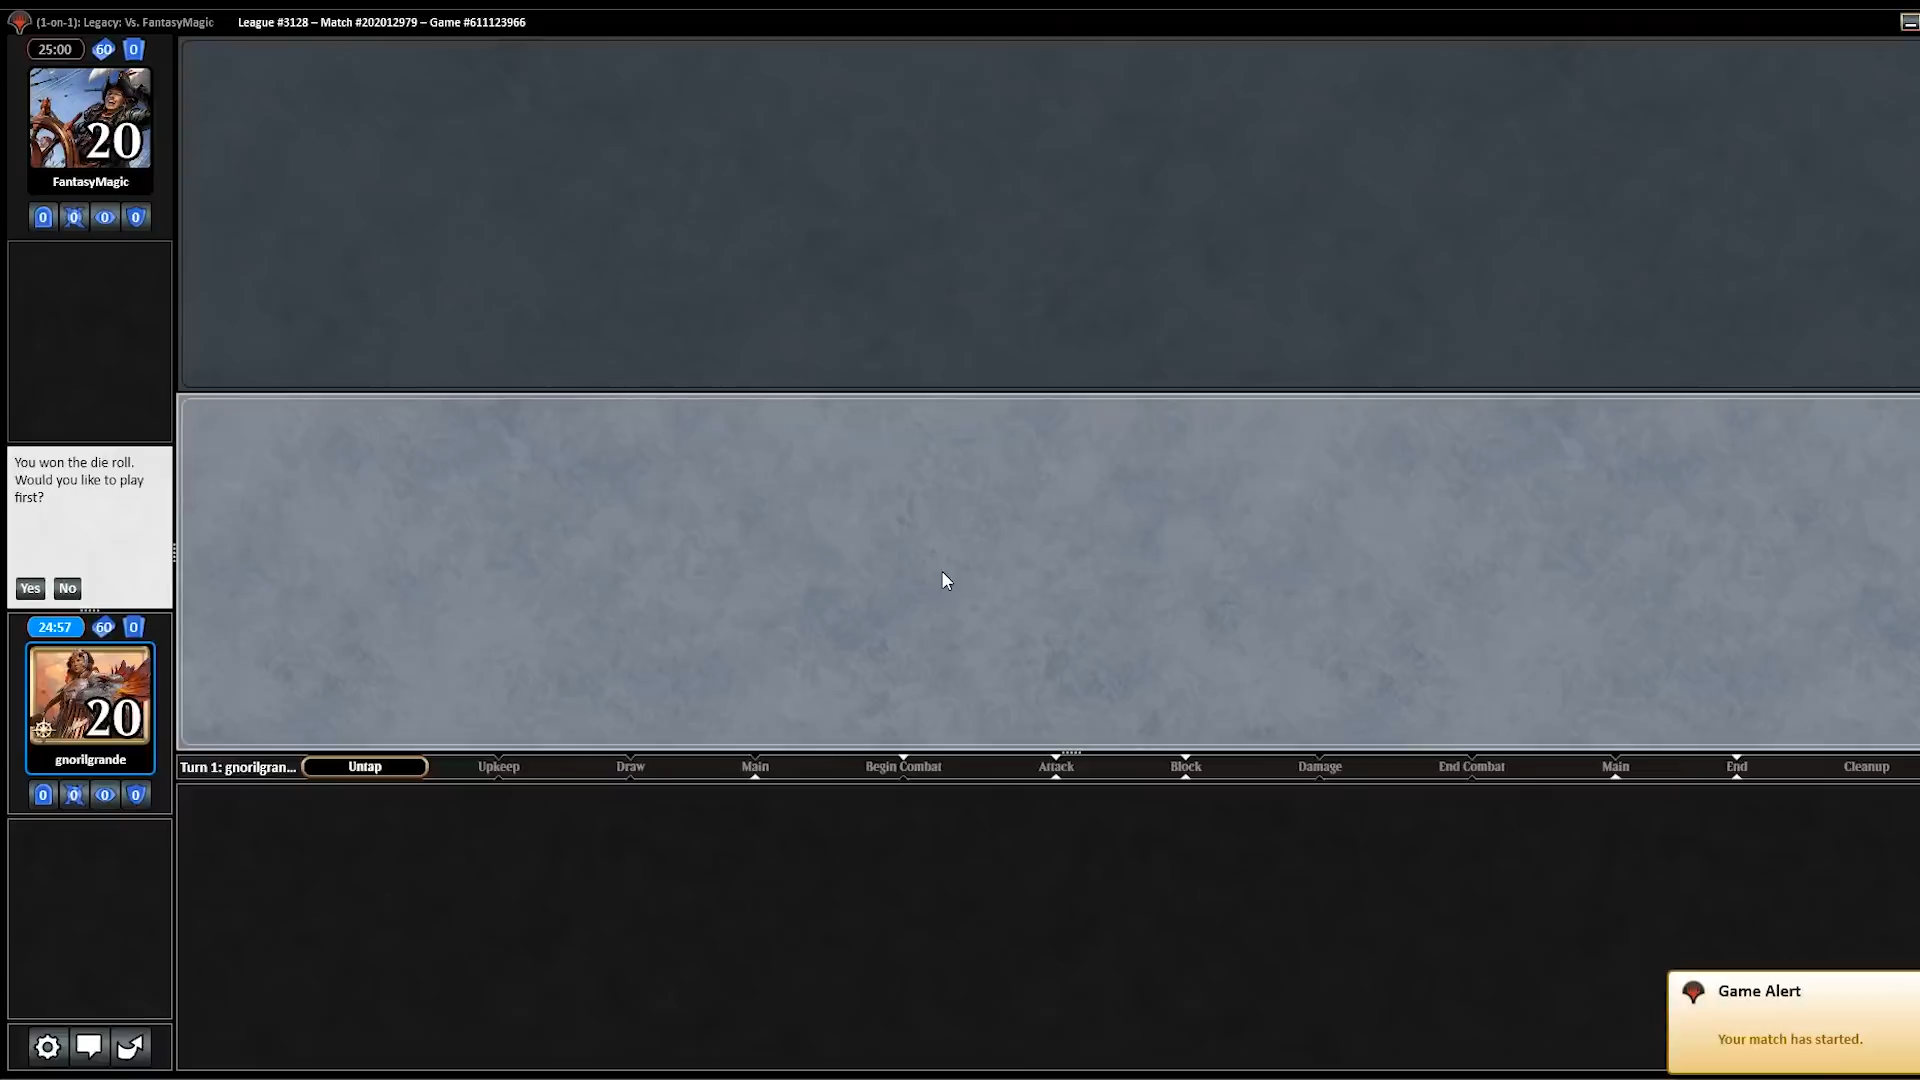 (1-on-1): Legacy: Vs. FantasyMagic League #3128 – Match #202012979 – Game #611123966
25:00 60 0
20
FantasyMagic
0 0 0 0
You won the die roll.
Would you like to play
first?
Yes No
24:57 60 0
20
gnorilgrande
0 0 0 0
Turn 1: gnorilgran... Untap Upkeep Draw Main Begin Combat Attack Block Damage End Combat Main End Cleanup
Game Alert
Your match has started.